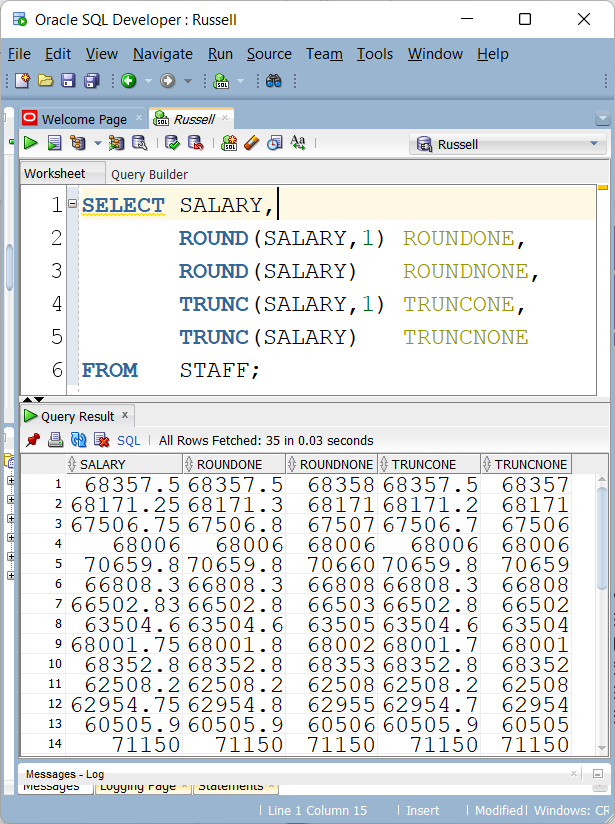 Oracle SQL Developer : Russell
File Edit View Navigate Run Source Team Tools Window Help
Welcome Page × Russell ×
Russell
Worksheet Query Builder
1 SELECT SALARY,
2 ROUND(SALARY,1) ROUNDONE,
3 ROUND(SALARY) ROUNDNONE,
4 TRUNC(SALARY,1) TRUNCONE,
5 TRUNC(SALARY) TRUNCNONE
6 FROM STAFF;
Query Result ×
SQL | All Rows Fetched: 35 in 0.03 seconds
SALARY ROUNDONE ROUNDNONE TRUNCONE TRUNCNONE
1 68357.5 68357.5 68358 68357.5 68357
2 68171.25 68171.3 68171 68171.2 68171
3 67506.75 67506.8 67507 67506.7 67506
4 68006 68006 68006 68006 68006
5 70659.8 70659.8 70660 70659.8 70659
6 66808.3 66808.3 66808 66808.3 66808
7 66502.83 66502.8 66503 66502.8 66502
8 63504.6 63504.6 63505 63504.6 63504
9 68001.75 68001.8 68002 68001.7 68001
10 68352.8 68352.8 68353 68352.8 68352
11 62508.2 62508.2 62508 62508.2 62508
12 62954.75 62954.8 62955 62954.7 62954
13 60505.9 60505.9 60506 60505.9 60505
14 71150 71150 71150 71150 71150
Messages - Log
Messages Logging Page × Statements ×
Line 1 Column 15 | Insert | Modified | Windows: CR